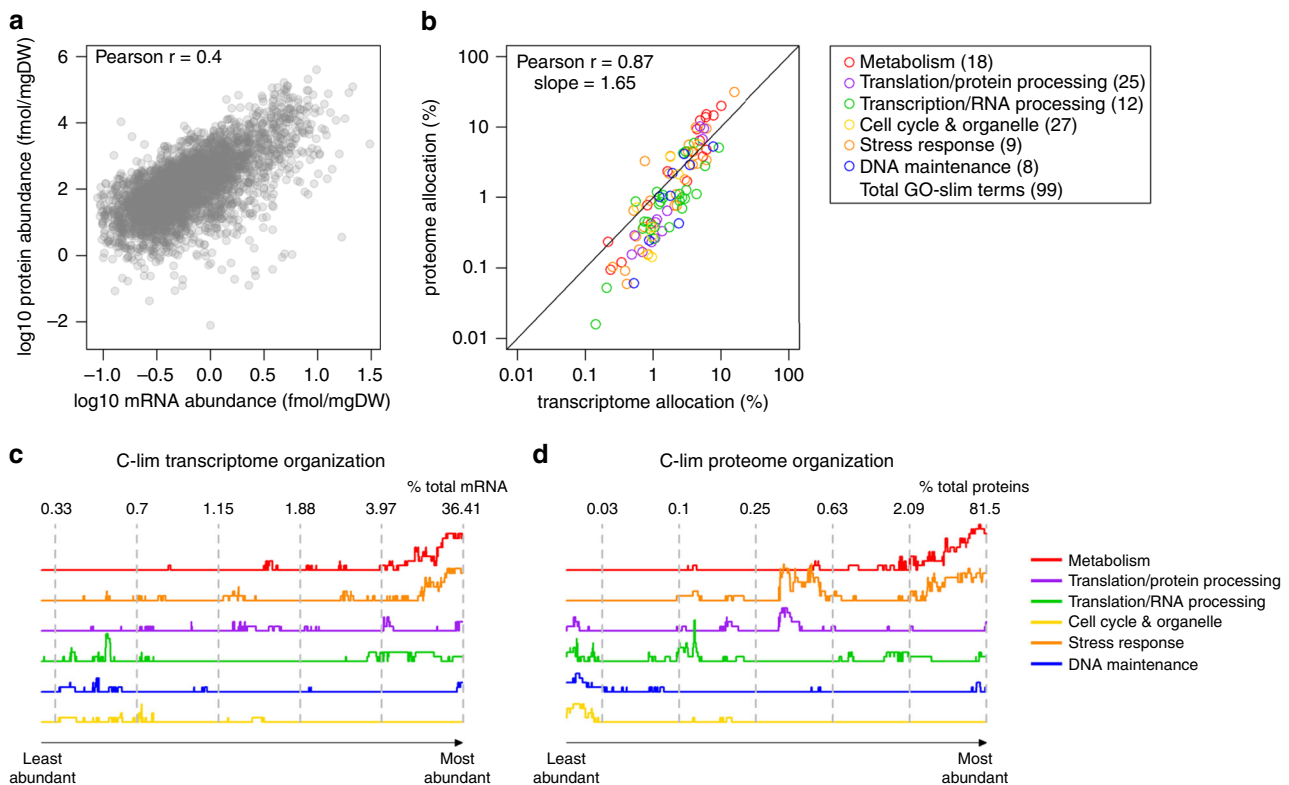 a
Pearson r = 0.4
6
4
2
0
−2
log10 protein abundance (fmol/mgDW)
−1.0 −0.5 0.0 0.5 1.0 1.5
log10 mRNA abundance (fmol/mgDW)
b
Pearson r = 0.87
slope = 1.65
100
10
1
0.1
0.01
proteome allocation (%)
0.01 0.1 1 10 100
transcriptome allocation (%)
Metabolism (18)
Translation/protein processing (25)
Transcription/RNA processing (12)
Cell cycle & organelle (27)
Stress response (9)
DNA maintenance (8)
Total GO-slim terms (99)
c
C-lim transcriptome organization
% total mRNA
0.33 0.7 1.15 1.88 3.97 36.41
Least
abundant
Most
abundant
d
C-lim proteome organization
% total proteins
0.03 0.1 0.25 0.63 2.09 81.5
Least
abundant
Most
abundant
Metabolism
Translation/protein processing
Translation/RNA processing
Cell cycle & organelle
Stress response
DNA maintenance